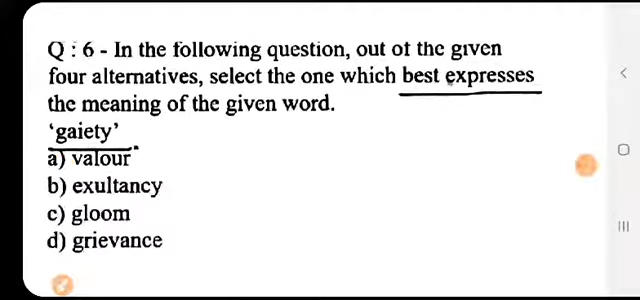 Q : 6 - In the following question, out of the given
four alternatives, select the one which best expresses
the meaning of the given word.
‘gaiety’
a) valour
b) exultancy
c) gloom
d) grievance